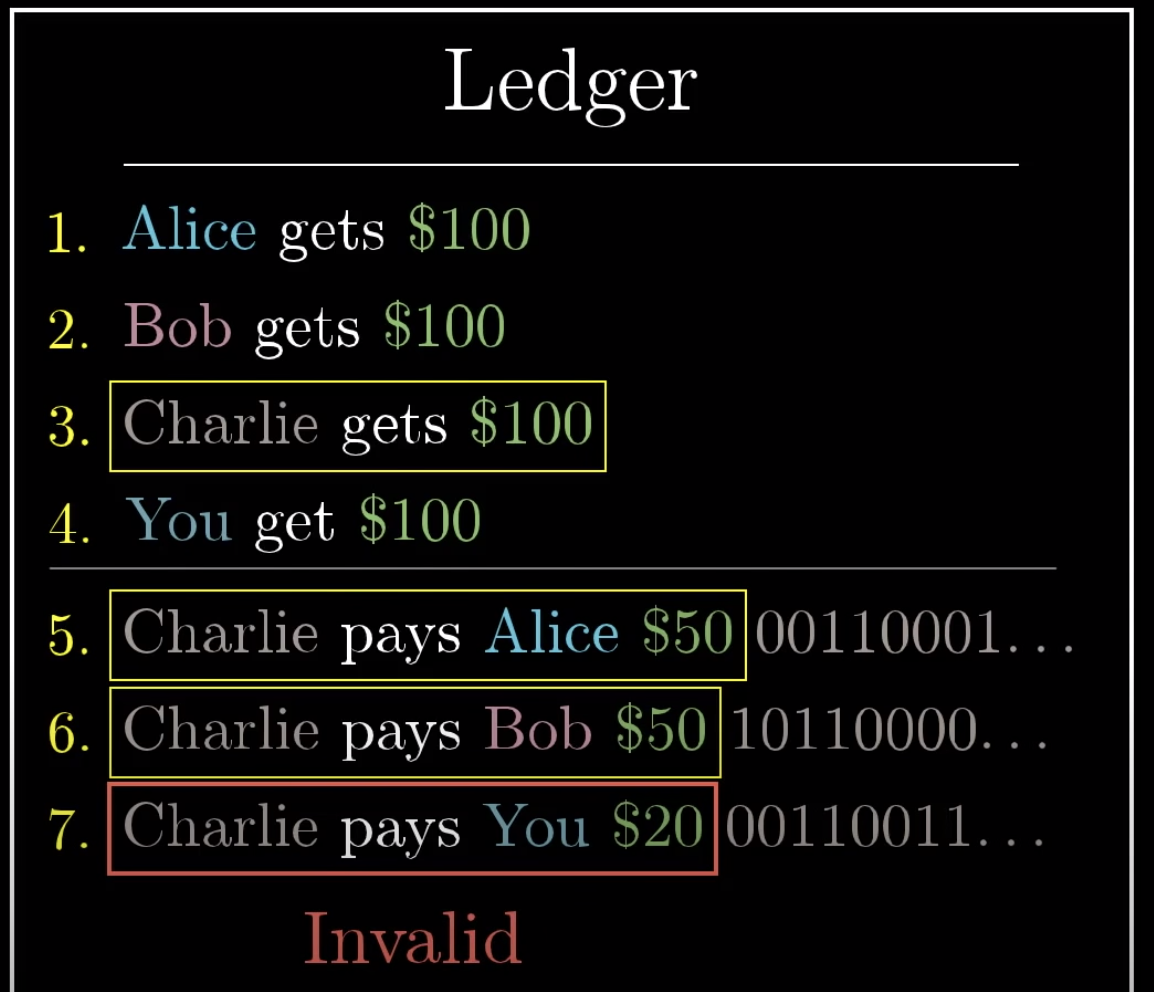 Ledger
1. Alice gets $100
2. Bob gets $100
3. Charlie gets $100
4. You get $100
5. Charlie pays Alice $50 00110001...
6. Charlie pays Bob $50 10110000...
7. Charlie pays You $20 00110011...
Invalid